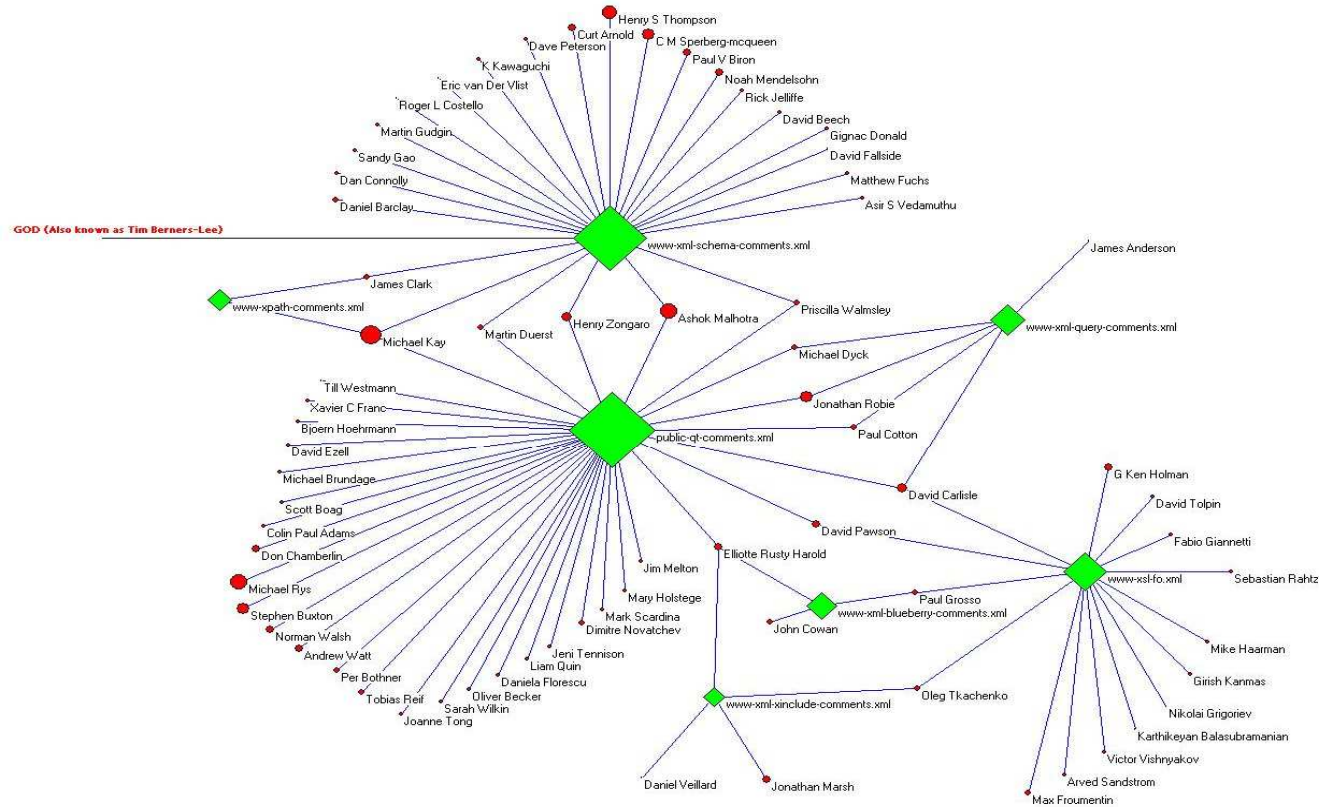 Henry S Thompson
Curt Arnold
C M Sperberg-mcqueen
Dave Peterson
Paul V Biron
K Kawaguchi
Noah Mendelsohn
Eric van Der Vlist
Rick Jelliffe
Roger L Costello
David Beech
Martin Gudgin
Gignac Donald
Sandy Gao
David Fallside
Dan Connolly
Matthew Fuchs
Daniel Barclay
Asir S Vedamuthu
GOD (Also known as Tim Berners-Lee)
www-xml-schema-comments.xml
James Anderson
James Clark
www-xpath-comments.xml
Priscilla Walmsley
Ashok Malhotra
Henry Zongaro
Martin Duerst
www-xml-query-comments.xml
Michael Kay
Michael Dyck
Till Westmann
Xavier C Franc
Jonathan Robie
Bjoern Hoehrmann
Paul Cotton
public-qt-comments.xml
David Ezell
G Ken Holman
Michael Brundage
David Carlisle
David Tolpin
Scott Boag
Colin Paul Adams
David Pawson
Fabio Giannetti
Don Chamberlin
Elliotte Rusty Harold
Jim Melton
www-xsl-fo.xml
Sebastian Rahtz
Michael Rys
Mary Holstege
Paul Grosso
www-xml-blueberry-comments.xml
Stephen Buxton
Mark Scardina
John Cowan
Dimitre Novatchev
Norman Walsh
Mike Haarman
Andrew Watt
Jeni Tennison
Liam Quin
Per Bothner
Daniela Florescu
Girish Kanmas
Oliver Becker
Oleg Tkachenko
Tobias Reif
Sarah Wilkin
www-xml-xinclude-comments.xml
Nikolai Grigoriev
Joanne Tong
Karthikeyan Balasubramanian
Victor Vishnyakov
Daniel Veillard
Jonathan Marsh
Arved Sandstrom
Max Froumentin